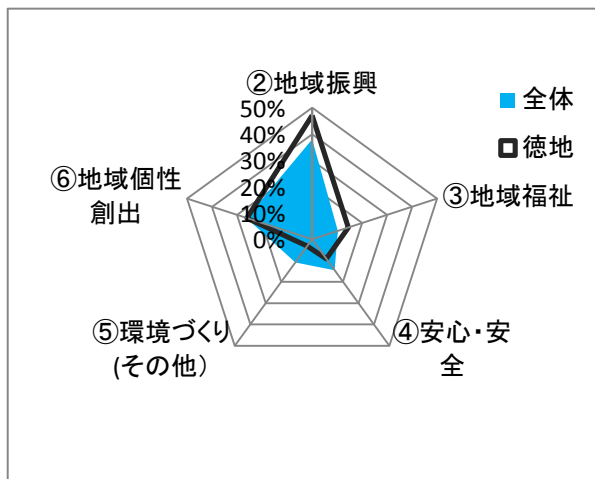 ②地域振興
50%
40%
30%
20%
10%
0%
全体
徳地
③地域福祉
④安心・安
全
⑤環境づくり
(その他）
⑥地域個性
創出